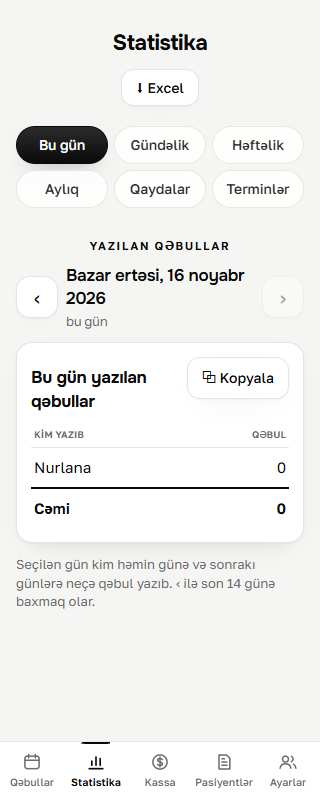 Statistika
⭳ Excel
Bu gün
Gündəlik
Həftəlik
Aylıq
Qaydalar
Terminlər
YAZILAN QƏBULLAR
‹
Bazar ertəsi, 16 noyabr
2026
bu gün
›
Bu gün yazılan
qəbullar
Kopyala
KİM YAZIB QƏBUL
Nurlana 0
Cəmi 0
Seçilən gün kim həmin günə və sonrakı
günlərə neçə qəbul yazıb. ‹ ilə son 14 günə
baxmaq olar.
Qəbullar
Statistika
Kassa
Pasiyentlər
Ayarlar